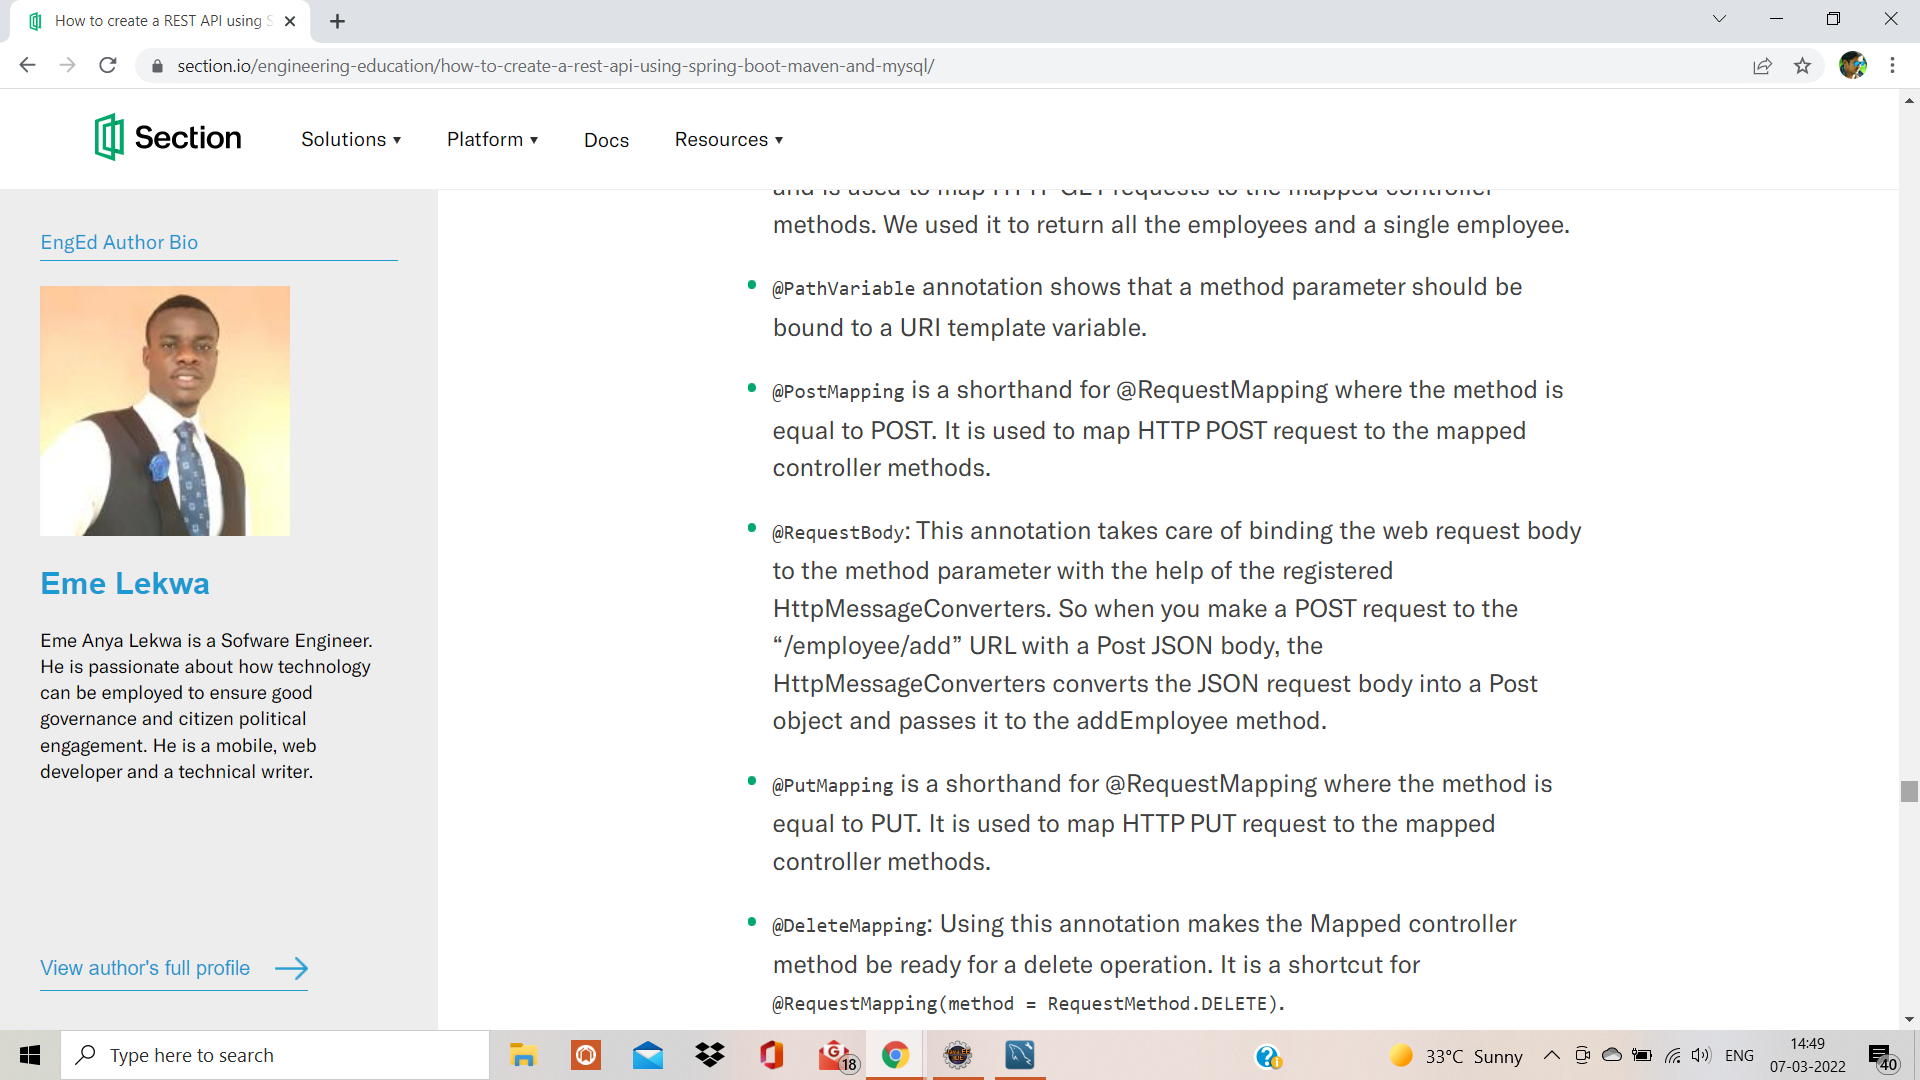 How to create a REST API using S
section.io/engineering-education/how-to-create-a-rest-api-using-spring-boot-maven-and-mysql/
Section
Solutions ▾
Platform ▾
Docs
Resources ▾
EngEd Author Bio
Eme Lekwa
Eme Anya Lekwa is a Sofware Engineer.
He is passionate about how technology
can be employed to ensure good
governance and citizen political
engagement. He is a mobile, web
developer and a technical writer.
View author's full profile
and is used to map HTTP GET requests to the mapped controller
methods. We used it to return all the employees and a single employee.
@PathVariable annotation shows that a method parameter should be
bound to a URI template variable.
@PostMapping is a shorthand for @RequestMapping where the method is
equal to POST. It is used to map HTTP POST request to the mapped
controller methods.
@RequestBody: This annotation takes care of binding the web request body
to the method parameter with the help of the registered
HttpMessageConverters. So when you make a POST request to the
“/employee/add” URL with a Post JSON body, the
HttpMessageConverters converts the JSON request body into a Post
object and passes it to the addEmployee method.
@PutMapping is a shorthand for @RequestMapping where the method is
equal to PUT. It is used to map HTTP PUT request to the mapped
controller methods.
@DeleteMapping: Using this annotation makes the Mapped controller
method be ready for a delete operation. It is a shortcut for
@RequestMapping(method = RequestMethod.DELETE).
Type here to search
18
33°C Sunny
ENG
14:49
07-03-2022
40